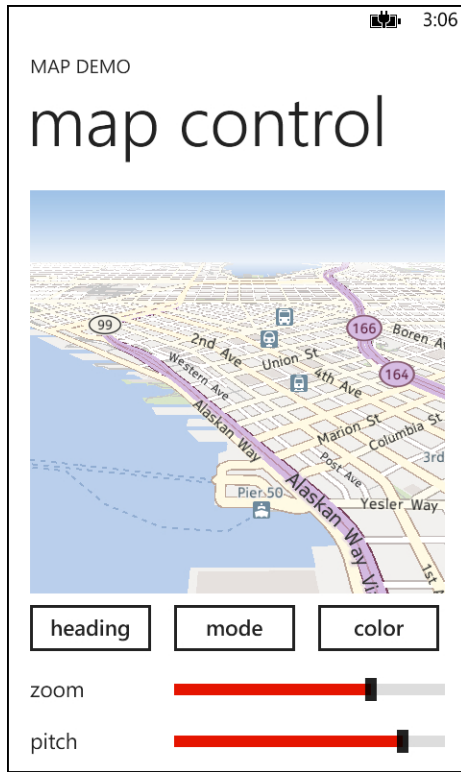 3:06
MAP DEMO
map control
99
166
Boren Av
2nd Ave
Union St
164
Western Ave
4th Ave
Alaskan Way
Marion St
Columbia St
Post Ave
3rd
Pier 50
Alaskan Way Vi
Yesler Way
1st
heading
mode
color
zoom
pitch